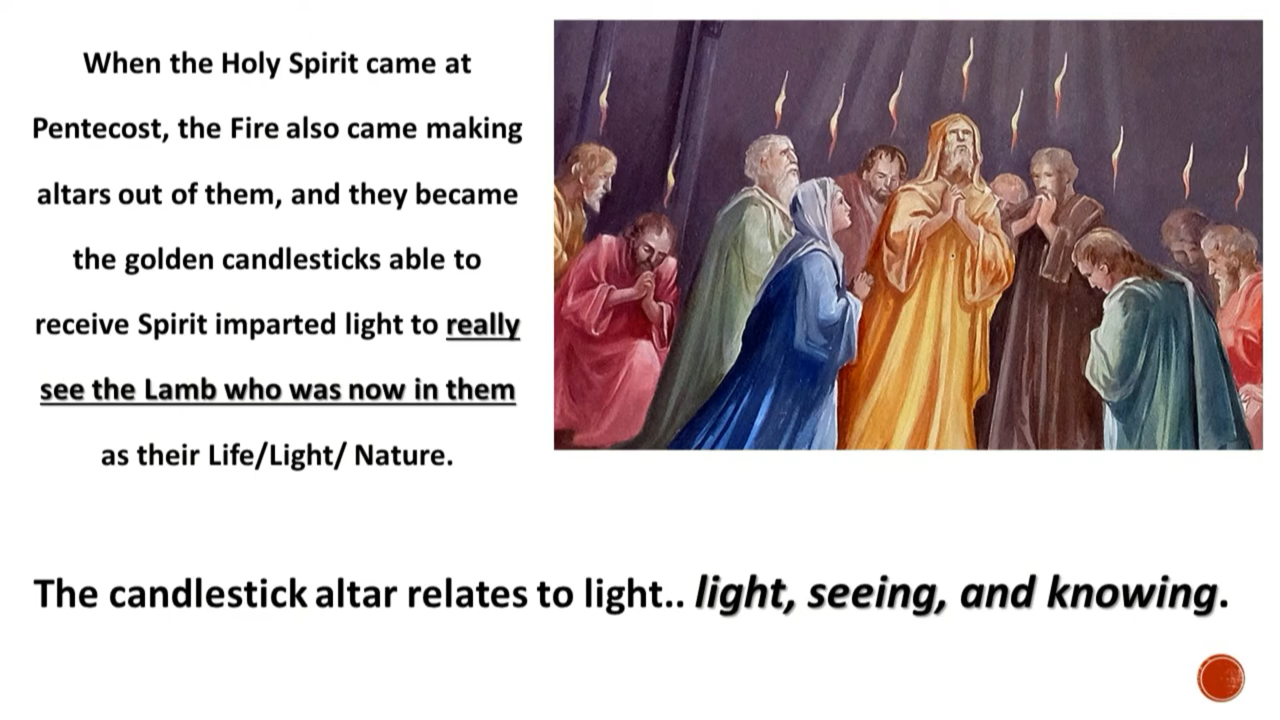 When the Holy Spirit came at
Pentecost, the Fire also came making
altars out of them, and they became
the golden candlesticks able to
receive Spirit imparted light to really
see the Lamb who was now in them
as their Life/Light/ Nature.
The candlestick altar relates to light.. light, seeing, and knowing.